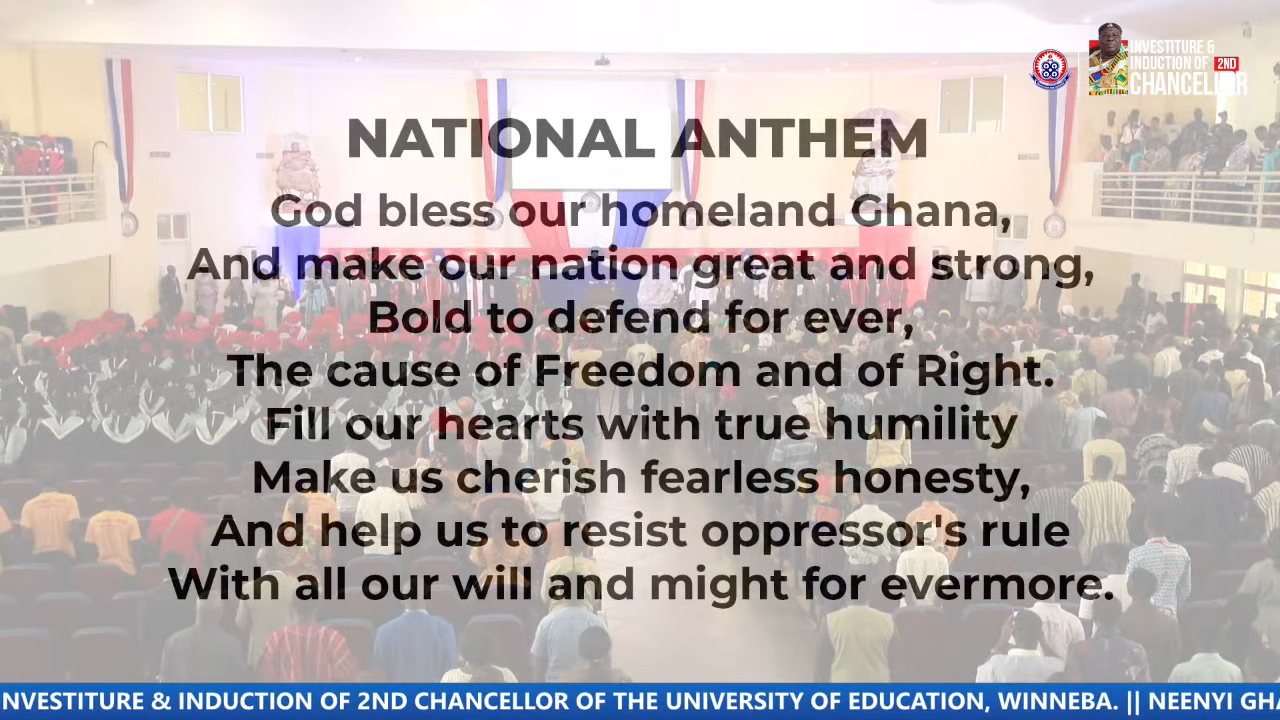 INVESTITURE &
INDUCTION OF 2ND
CHANCELLOR
NATIONAL ANTHEM
God bless our homeland Ghana,
And make our nation great and strong,
Bold to defend for ever,
The cause of Freedom and of Right.
Fill our hearts with true humility
Make us cherish fearless honesty,
And help us to resist oppressor's rule
With all our will and might for evermore.
NVESTITURE & INDUCTION OF 2ND CHANCELLOR OF THE UNIVERSITY OF EDUCATION, WINNEBA. || NEENYI GHA